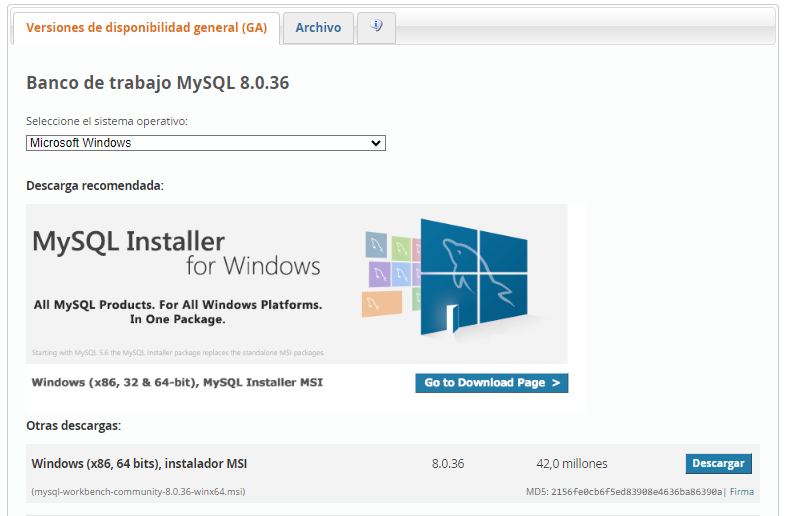 Versiones de disponibilidad general (GA)
Archivo
Banco de trabajo MySQL 8.0.36
Seleccione el sistema operativo:
Microsoft Windows
Descarga recomendada:
MySQL Installer
for Windows
All MySQL Products. For All Windows Platforms.
In One Package.
Starting with MySQL 5.6 the MySQL Installer package replaces the standalone MSI packages
Windows (x86, 32 & 64-bit), MySQL Installer MSI
Go to Download Page >
Otras descargas:
Windows (x86, 64 bits), instalador MSI
8.0.36
42,0 millones
Descargar
(mysql-workbench-community-8.0.36-winx64.msi)
MD5: 2156fe0cb6f5ed83908e4636ba86390a | Firma